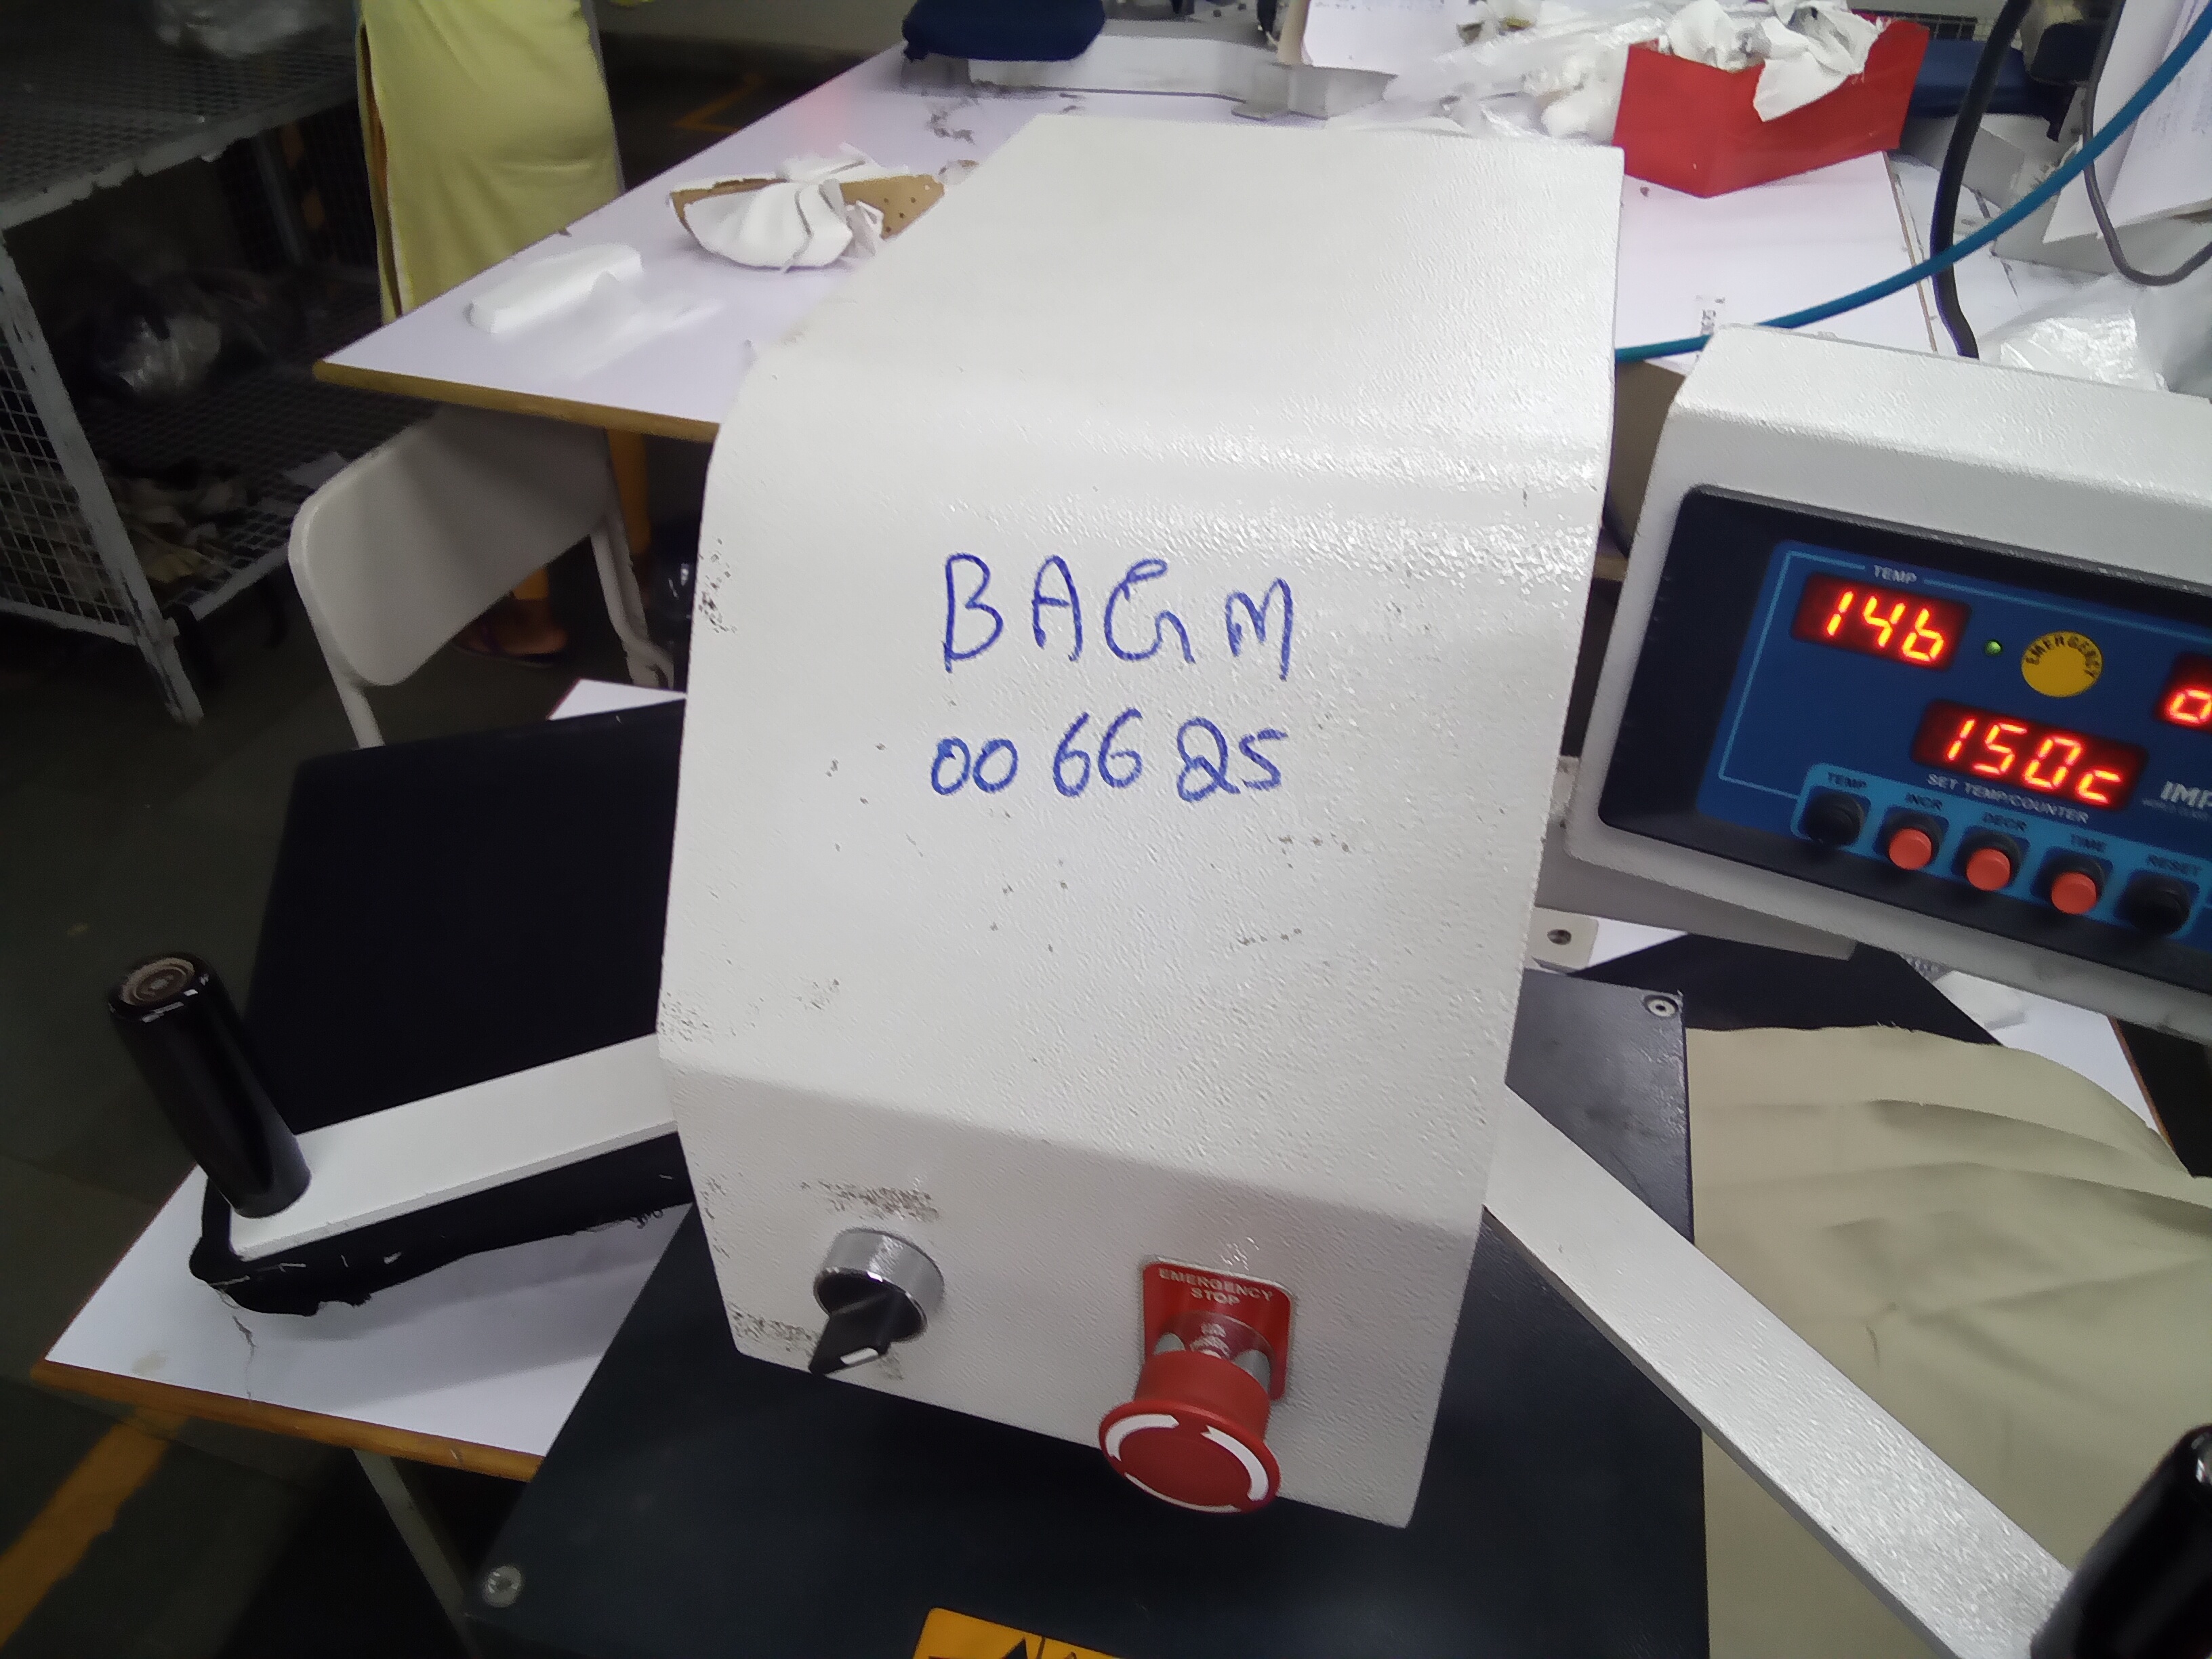 BAGM
006625
TEMP
146
EMERGENCY
150c
SET TEMP/COUNTER
TEMP
INCR
DECR
TIME
RESET
EMERGENCY
STOP